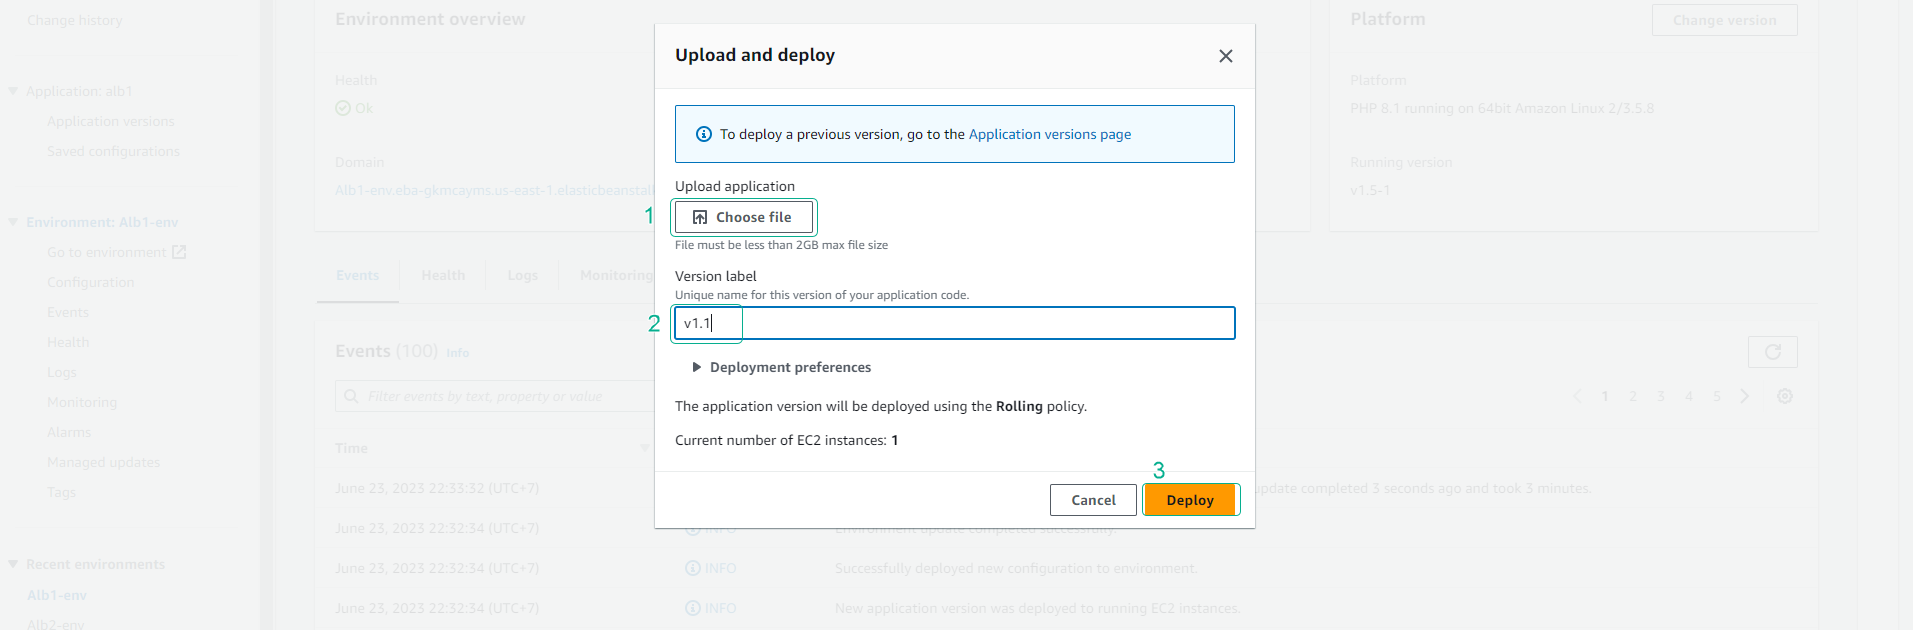 Change history
Application: alb1
Application versions
Saved configurations
Environment: Alb1-env
Go to environment
Configuration
Events
Health
Logs
Monitoring
Alarms
Managed updates
Tags
Recent environments
Alb1-env
Alb2-env
Environment overview
Health
Ok
Domain
Alb1-env.eba-gkmcayms.us-east-1.elasticbeanstalk
Platform
Change version
Platform
PHP 8.1 running on 64bit Amazon Linux 2/3.5.8
Running version
v1.5-1
Events Health Logs Monitoring
Events (100) Info
Filter events by text, property or value
1 2 3 4 5
Time
June 23, 2023 22:33:32 (UTC+7) update completed 3 seconds ago and took 3 minutes.
June 23, 2023 22:32:34 (UTC+7) INFO Environment update completed successfully.
June 23, 2023 22:32:34 (UTC+7) INFO Successfully deployed new configuration to environment.
June 23, 2023 22:32:34 (UTC+7) INFO New application version was deployed to running EC2 instances.
Upload and deploy
To deploy a previous version, go to the Application versions page
Upload application
1
Choose file
File must be less than 2GB max file size
Version label
Unique name for this version of your application code.
2
v1.1
Deployment preferences
The application version will be deployed using the Rolling policy.
Current number of EC2 instances: 1
3
Cancel Deploy